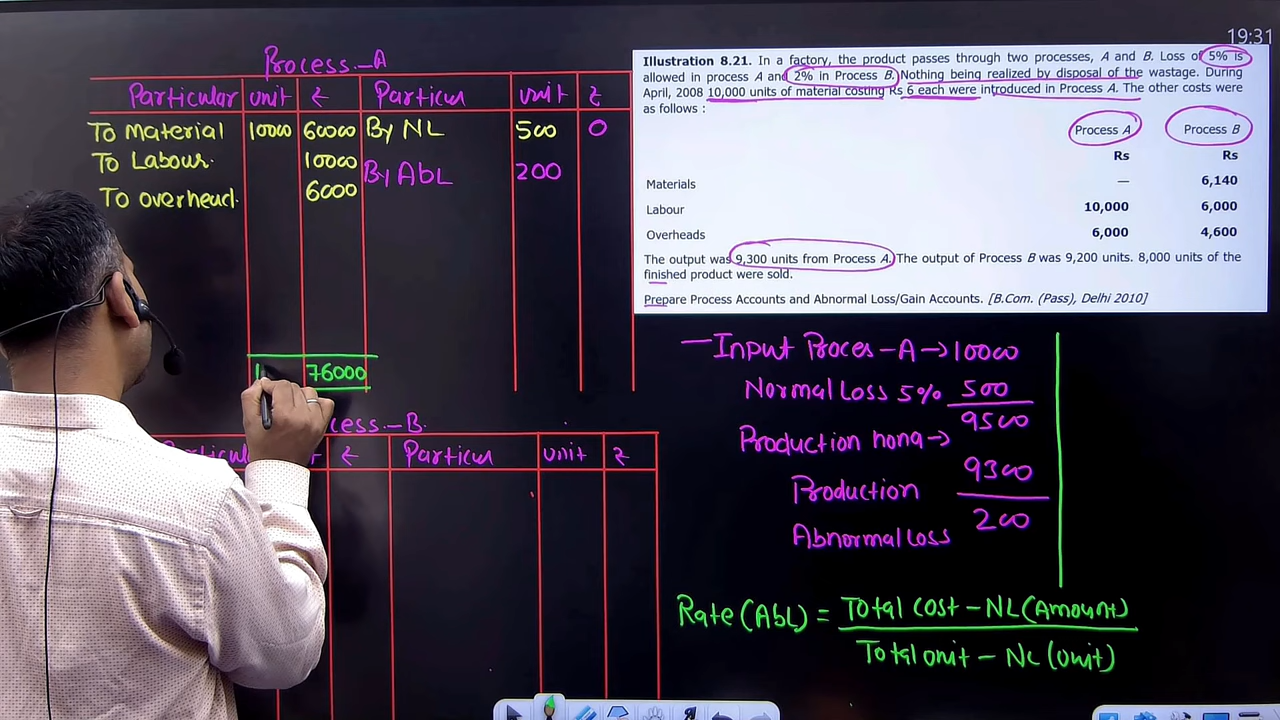 19:31
Process-A
Particular unit ₹ Particur unit ₹
To Material 10000 60000 By NL 500 0
To Labour. 10000 By AbL 200
To overhead. 6000
76000
cess-B.
₹ Particur unit ₹
Illustration 8.21. In a factory, the product passes through two processes, A and B. Loss of 5% is
allowed in process A and 2% in Process B. Nothing being realized by disposal of the wastage. During
April, 2008 10,000 units of material costing Rs 6 each were introduced in Process A. The other costs were
as follows :
Process A Process B
Rs Rs
Materials — 6,140
Labour 10,000 6,000
Overheads 6,000 4,600
The output was 9,300 units from Process A. The output of Process B was 9,200 units. 8,000 units of the
finished product were sold.
Prepare Process Accounts and Abnormal Loss/Gain Accounts. [B.Com. (Pass), Delhi 2010]
—Input Proces-A→10000
Normal Loss 5% 500
9500
Production hona→
9300
Production
200
Abnormal Loss
Rate (AbL) = Total cost - NL (Amount)
Total unit - NL (unit)